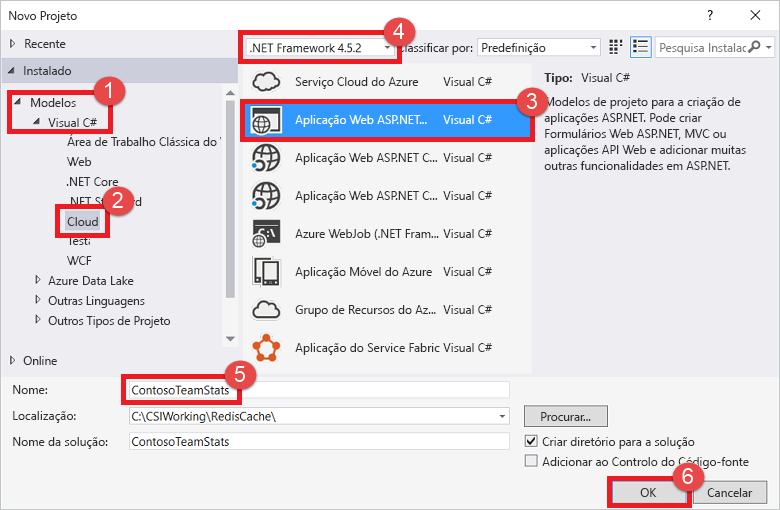 Novo Projeto
?
Recente
.NET Framework 4.5.2
4
Classificar por:
Predefinição
Pesquisa Instalac
Instalado
1
Modelos
Visual C#
Área de Trabalho Clássica do
Web
.NET Core
2
Cloud
WCF
Azure Data Lake
Outras Linguagens
Outros Tipos de Projeto
Online
Serviço Cloud do Azure Visual C#
3
Aplicação Web ASP.NET... Visual C#
Aplicação Web ASP.NET C... Visual C#
Aplicação Web ASP.NET C... Visual C#
Azure WebJob (.NET Fram... Visual C#
Aplicação Móvel do Azure Visual C#
Grupo de Recursos do Az... Visual C#
Aplicação do Service Fabric Visual C#
Tipo: Visual C#
Modelos de projeto para a criação de
aplicações ASP.NET. Pode criar
Formulários Web ASP.NET, MVC ou
aplicações API Web e adicionar muitas
outras funcionalidades em ASP.NET.
5
Nome: ContosoTeamStats
Localização: C:\CSIWorking\RedisCache\ Procurar...
Nome da solução: ContosoTeamStats
Criar diretório para a solução
Adicionar ao Controlo do Código-fonte
6
OK Cancelar